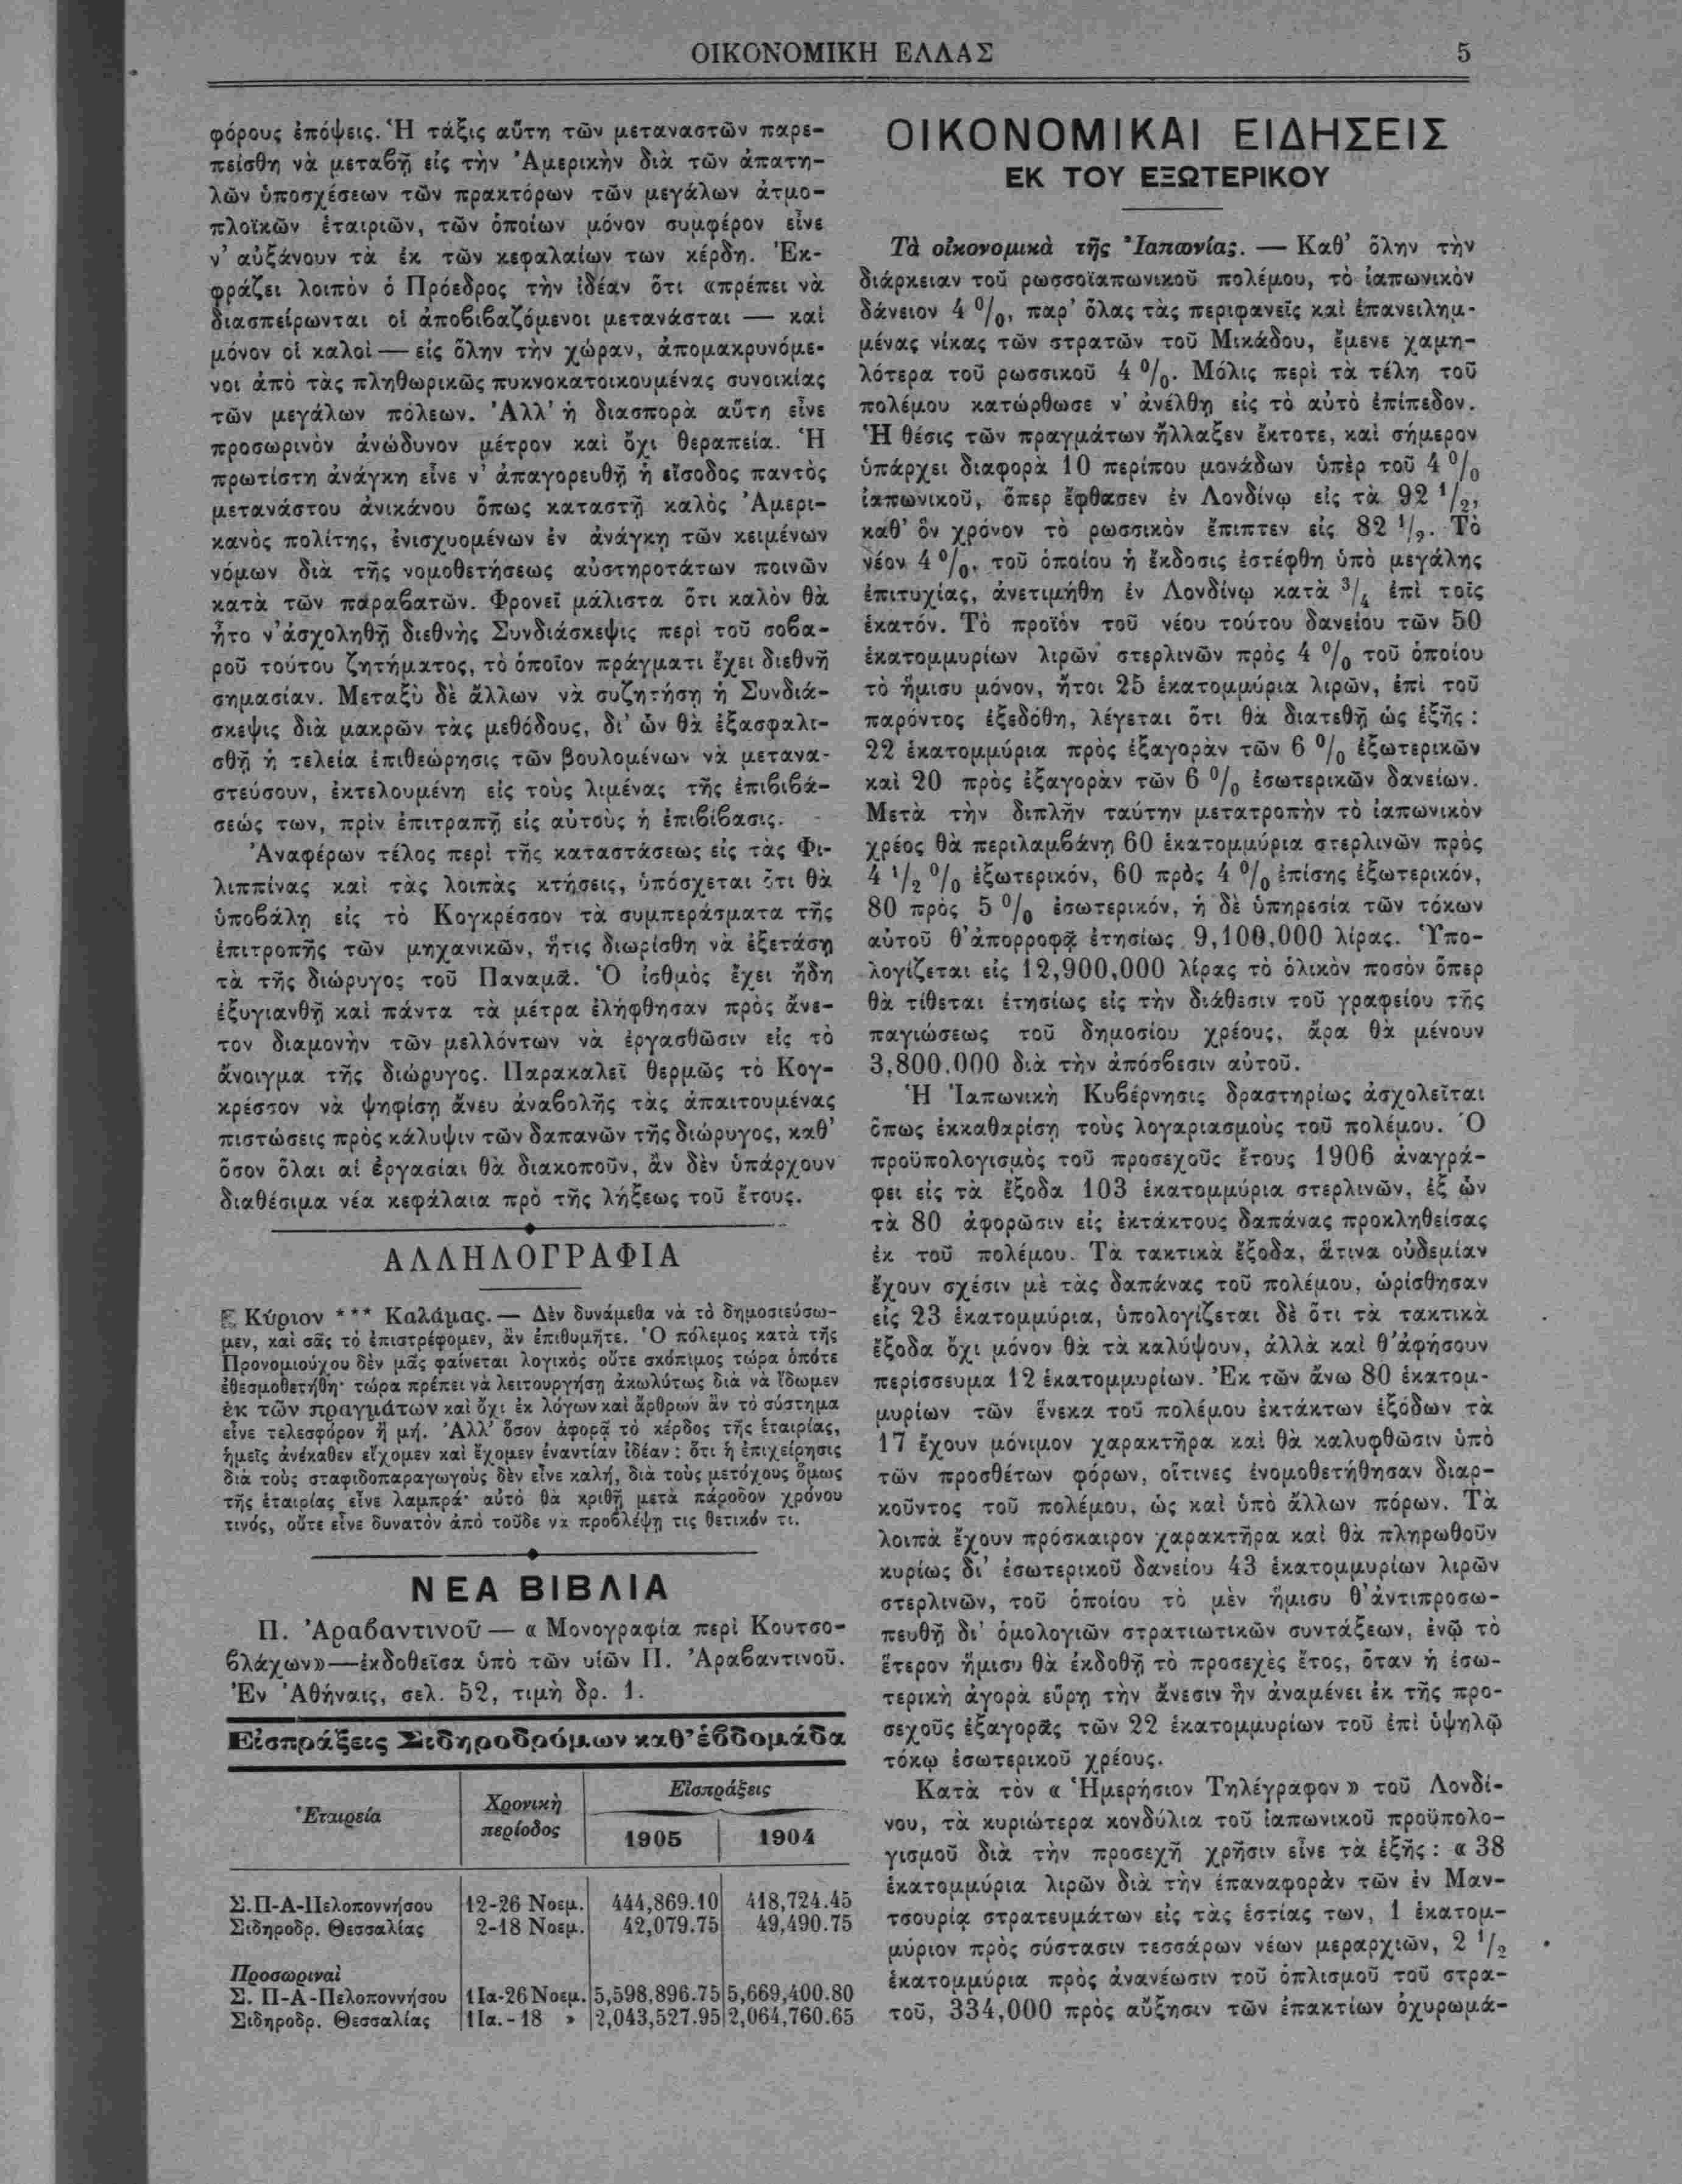 ΟΙΚΟΝΟΜΙΚΗ ΕΛΛΑΣ
5
φόρους ἐπόψεις. Ἡ τάξις αὕτη τῶν μεταναστῶν παρε-
πείσθη νὰ μεταβῇ εἰς τὴν Ἀμερικὴν διὰ τῶν ἀπατη-
λῶν ὑποσχέσεων τῶν πρακτόρων τῶν μεγάλων ἀτμο-
πλοϊκῶν ἑταιριῶν, τῶν ὁποίων μόνον συμφέρον εἶνε
ν' αὐξάνουν τὰ ἐκ τῶν κεφαλαίων των κέρδη. Ἐκ-
φράζει λοιπὸν ὁ Πρόεδρος τὴν ἰδέαν ὅτι «πρέπει νὰ
διασπείρωνται οἱ ἀποβιβαζόμενοι μετανάσται — καὶ
μόνον οἱ καλοὶ — εἰς ὅλην τὴν χώραν, ἀπομακρυνόμε-
νοι ἀπὸ τὰς πληθωρικῶς πυκνοκατοικουμένας συνοικίας
τῶν μεγάλων πόλεων. Ἀλλ' ἡ διασπορὰ αὕτη εἶνε
προσωρινὸν ἀνώδυνον μέτρον καὶ ὄχι θεραπεία. Ἡ
πρωτίστη ἀνάγκη εἶνε ν' ἀπαγορευθῇ ἡ εἴσοδος παντὸς
μετανάστου ἀνικάνου ὅπως καταστῇ καλὸς Ἀμερι-
κανὸς πολίτης, ἐνισχυομένων ἐν ἀνάγκῃ τῶν κειμένων
νόμων διὰ τῆς νομοθετήσεως αὐστηροτάτων ποινῶν
κατὰ τῶν παραβατῶν. Φρονεῖ μάλιστα ὅτι καλὸν θὰ
ἦτο ν'ἀσχοληθῇ διεθνὴς Συνδιάσκεψις περὶ τοῦ σοβα-
ροῦ τούτου ζητήματος, τὸ ὁποῖον πράγματι ἔχει διεθνῆ
σημασίαν. Μεταξὺ δὲ ἄλλων νὰ συζητήσῃ ἡ Συνδιά-
σκεψις διὰ μακρῶν τὰς μεθόδους, δι' ὧν θὰ ἐξασφαλι-
σθῇ ἡ τελεία ἐπιθεώρησις τῶν βουλομένων νὰ μετανα-
στεύσουν, ἐκτελουμένη εἰς τοὺς λιμένας τῆς ἐπιβιβά-
σεώς των, πρὶν ἐπιτραπῇ εἰς αὐτοὺς ἡ ἐπιβίβασις.
Ἀναφέρων τέλος περὶ τῆς καταστάσεως εἰς τὰς Φι-
λιππίνας καὶ τὰς λοιπὰς κτήσεις, ὑπόσχεται ὅτι θὰ
ὑποβάλῃ εἰς τὸ Κογκρέσσον τὰ συμπεράσματα τῆς
ἐπιτροπῆς τῶν μηχανικῶν, ἥτις διωρίσθη νὰ ἐξετάσῃ
τὰ τῆς διώρυγος τοῦ Παναμᾶ. Ὁ ἰσθμὸς ἔχει ἤδη
ἐξυγιανθῇ καὶ πάντα τὰ μέτρα ἐλήφθησαν πρὸς ἄνε-
τον διαμονὴν τῶν μελλόντων νὰ ἐργασθῶσιν εἰς τὸ
ἄνοιγμα τῆς διώρυγος. Παρακαλεῖ θερμῶς τὸ Κογ-
κρέσσον νὰ ψηφίσῃ ἄνευ ἀναβολῆς τὰς ἀπαιτουμένας
πιστώσεις πρὸς κάλυψιν τῶν δαπανῶν τῆς διώρυγος, καθ'
ὅσον ὅλαι αἱ ἐργασίαι θὰ διακοποῦν, ἂν δὲν ὑπάρχουν
διαθέσιμα νέα κεφάλαια πρὸ τῆς λήξεως τοῦ ἔτους.
ΑΛΛΗΛΟΓΡΑΦΙΑ
Κύριον *** Καλάμας. — Δὲν δυνάμεθα νὰ τὸ δημοσιεύσω-
μεν, καὶ σᾶς τὸ ἐπιστρέφομεν, ἂν ἐπιθυμῆτε. Ὁ πόλεμος κατὰ τῆς
Προνομιούχου δὲν μᾶς φαίνεται λογικὸς οὔτε σκόπιμος τώρα ὁπότε
ἐθεσμοθετήθη· τώρα πρέπει νὰ λειτουργήσῃ ἀκωλύτως διὰ νὰ ἴδωμεν
ἐκ τῶν πραγμάτων καὶ ὄχι ἐκ λόγων καὶ ἄρθρων ἂν τὸ σύστημα
εἶνε τελεσφόρον ἢ μή. Ἀλλ' ὅσον ἀφορᾷ τὸ κέρδος τῆς ἑταιρίας,
ἡμεῖς ἀνέκαθεν εἴχομεν καὶ ἔχομεν ἐναντίαν ἰδέαν : ὅτι ἡ ἐπιχείρησις
διὰ τοὺς σταφιδοπαραγωγοὺς δὲν εἶνε καλή, διὰ τοὺς μετόχους ὅμως
τῆς ἑταιρίας εἶνε λαμπρά· αὐτὸ θὰ κριθῇ μετὰ πάροδον χρόνου
τινός, οὔτε εἶνε δυνατὸν ἀπὸ τοῦδε νὰ προβλέψῃ τις θετικόν τι.
ΝΕΑ ΒΙΒΛΙΑ
Π. Ἀραβαντινοῦ — « Μονογραφία περὶ Κουτσο-
βλάχων»—ἐκδοθεῖσα ὑπὸ τῶν υἱῶν Π. Ἀραβαντινοῦ.
Ἐν Ἀθήναις, σελ. 52, τιμὴ δρ. 1.
Εἰσπράξεις Σιδηροδρόμων καθ' ἑβδομάδα
Ἑταιρεία
Χρονικὴ περίοδος
Εἰσπράξεις
1905 1904
Σ.Π-Α-Πελοποννήσου 12-26 Νοεμ. 444,869.10 418,724.45
Σιδηροδρ. Θεσσαλίας 2-18 Νοεμ. 42,079.75 49,490.75
Προσωριναὶ
Σ. Π-Α-Πελοποννήσου 1Ια-26 Νοεμ. 5,598,896.75 5,669,400.80
Σιδηροδρ. Θεσσαλίας 1Ια.-18 » 2,043,527.95 2,064,760.65
ΟΙΚΟΝΟΜΙΚΑΙ ΕΙΔΗΣΕΙΣ
ΕΚ ΤΟΥ ΕΞΩΤΕΡΙΚΟΥ
Τὰ οἰκονομικὰ τῆς Ἰαπωνίας. — Καθ' ὅλην τὴν
διάρκειαν τοῦ ρωσσοϊαπωνικοῦ πολέμου, τὸ ἰαπωνικὸν
δάνειον 4 %, παρ' ὅλας τὰς περιφανεῖς καὶ ἐπανειλημ-
μένας νίκας τῶν στρατῶν τοῦ Μικάδου, ἔμενε χαμη-
λότερα τοῦ ρωσσικοῦ 4 %. Μόλις περὶ τὰ τέλη τοῦ
πολέμου κατώρθωσε ν' ἀνέλθῃ εἰς τὸ αὐτὸ ἐπίπεδον.
Ἡ θέσις τῶν πραγμάτων ἤλλαξεν ἔκτοτε, καὶ σήμερον
ὑπάρχει διαφορὰ 10 περίπου μονάδων ὑπὲρ τοῦ 4 %
ἰαπωνικοῦ, ὅπερ ἔφθασεν ἐν Λονδίνῳ εἰς τὰ 92 1/2,
καθ' ὃν χρόνον τὸ ρωσσικὸν ἔπιπτεν εἰς 82 1/2. Τὸ
νέον 4 %, τοῦ ὁποίου ἡ ἔκδοσις ἐστέφθη ὑπὸ μεγάλης
ἐπιτυχίας, ἀνετιμήθη ἐν Λονδίνῳ κατὰ 3/4 ἐπὶ τοῖς
ἑκατόν. Τὸ προϊὸν τοῦ νέου τούτου δανείου τῶν 50
ἑκατομμυρίων λιρῶν στερλινῶν πρὸς 4 % τοῦ ὁποίου
τὸ ἥμισυ μόνον, ἤτοι 25 ἑκατομμύρια λιρῶν, ἐπὶ τοῦ
παρόντος ἐξεδόθη, λέγεται ὅτι θὰ διατεθῇ ὡς ἑξῆς :
22 ἑκατομμύρια πρὸς ἐξαγορὰν τῶν 6 % ἐξωτερικῶν
καὶ 20 πρὸς ἐξαγορὰν τῶν 6 % ἐσωτερικῶν δανείων.
Μετὰ τὴν διπλῆν ταύτην μετατροπὴν τὸ ἰαπωνικὸν
χρέος θὰ περιλαμβάνῃ 60 ἑκατομμύρια στερλινῶν πρὸς
4 1/2 % ἐξωτερικόν, 60 πρὸς 4 % ἐπίσης ἐξωτερικόν,
80 πρὸς 5 % ἐσωτερικόν, ἡ δὲ ὑπηρεσία τῶν τόκων
αὐτοῦ θ'ἀπορροφᾷ ἐτησίως 9,100,000 λίρας. Ὑπο-
λογίζεται εἰς 12,900,000 λίρας τὸ ὁλικὸν ποσὸν ὅπερ
θὰ τίθεται ἐτησίως εἰς τὴν διάθεσιν τοῦ γραφείου τῆς
παγιώσεως τοῦ δημοσίου χρέους, ἄρα θὰ μένουν
3,800,000 διὰ τὴν ἀπόσβεσιν αὐτοῦ.
Ἡ Ἰαπωνικὴ Κυβέρνησις δραστηρίως ἀσχολεῖται
ὅπως ἐκκαθαρίσῃ τοὺς λογαριασμοὺς τοῦ πολέμου. Ὁ
προϋπολογισμὸς τοῦ προσεχοῦς ἔτους 1906 ἀναγρά-
φει εἰς τὰ ἔξοδα 103 ἑκατομμύρια στερλινῶν, ἐξ ὧν
τὰ 80 ἀφορῶσιν εἰς ἐκτάκτους δαπάνας προκληθείσας
ἐκ τοῦ πολέμου. Τὰ τακτικὰ ἔξοδα, ἅτινα οὐδεμίαν
ἔχουν σχέσιν μὲ τὰς δαπάνας τοῦ πολέμου, ὡρίσθησαν
εἰς 23 ἑκατομμύρια, ὑπολογίζεται δὲ ὅτι τὰ τακτικὰ
ἔξοδα ὄχι μόνον θὰ τὰ καλύψουν, ἀλλὰ καὶ θ'ἀφήσουν
περίσσευμα 12 ἑκατομμυρίων. Ἐκ τῶν ἄνω 80 ἑκατομ-
μυρίων τῶν ἕνεκα τοῦ πολέμου ἐκτάκτων ἐξόδων τὰ
17 ἔχουν μόνιμον χαρακτῆρα καὶ θὰ καλυφθῶσιν ὑπὸ
τῶν προσθέτων φόρων, οἵτινες ἐνομοθετήθησαν διαρ-
κοῦντος τοῦ πολέμου, ὡς καὶ ὑπὸ ἄλλων πόρων. Τὰ
λοιπὰ ἔχουν πρόσκαιρον χαρακτῆρα καὶ θὰ πληρωθοῦν
κυρίως δι' ἐσωτερικοῦ δανείου 43 ἑκατομμυρίων λιρῶν
στερλινῶν, τοῦ ὁποίου τὸ μὲν ἥμισυ θ'ἀντιπροσω-
πευθῇ δι' ὁμολογιῶν στρατιωτικῶν συντάξεων, ἐνῷ τὸ
ἕτερον ἥμισυ θὰ ἐκδοθῇ τὸ προσεχὲς ἔτος, ὅταν ἡ ἐσω-
τερικὴ ἀγορὰ εὕρῃ τὴν ἄνεσιν ἣν ἀναμένει ἐκ τῆς προ-
σεχοῦς ἐξαγορᾶς τῶν 22 ἑκατομμυρίων τοῦ ἐπὶ ὑψηλῷ
τόκῳ ἐσωτερικοῦ χρέους.
Κατὰ τὸν « Ἡμερήσιον Τηλέγραφον » τοῦ Λονδί-
νου, τὰ κυριώτερα κονδύλια τοῦ ἰαπωνικοῦ προϋπολο-
γισμοῦ διὰ τὴν προσεχῆ χρῆσιν εἶνε τὰ ἑξῆς : « 38
ἑκατομμύρια λιρῶν διὰ τὴν ἐπαναφορὰν τῶν ἐν Μαν-
τσουρίᾳ στρατευμάτων εἰς τὰς ἑστίας των, 1 ἑκατομ-
μύριον πρὸς σύστασιν τεσσάρων νέων μεραρχιῶν, 2 1/2
ἑκατομμύρια πρὸς ἀνανέωσιν τοῦ ὁπλισμοῦ τοῦ στρα-
τοῦ, 334,000 πρὸς αὔξησιν τῶν ἐπακτίων ὀχυρωμά-